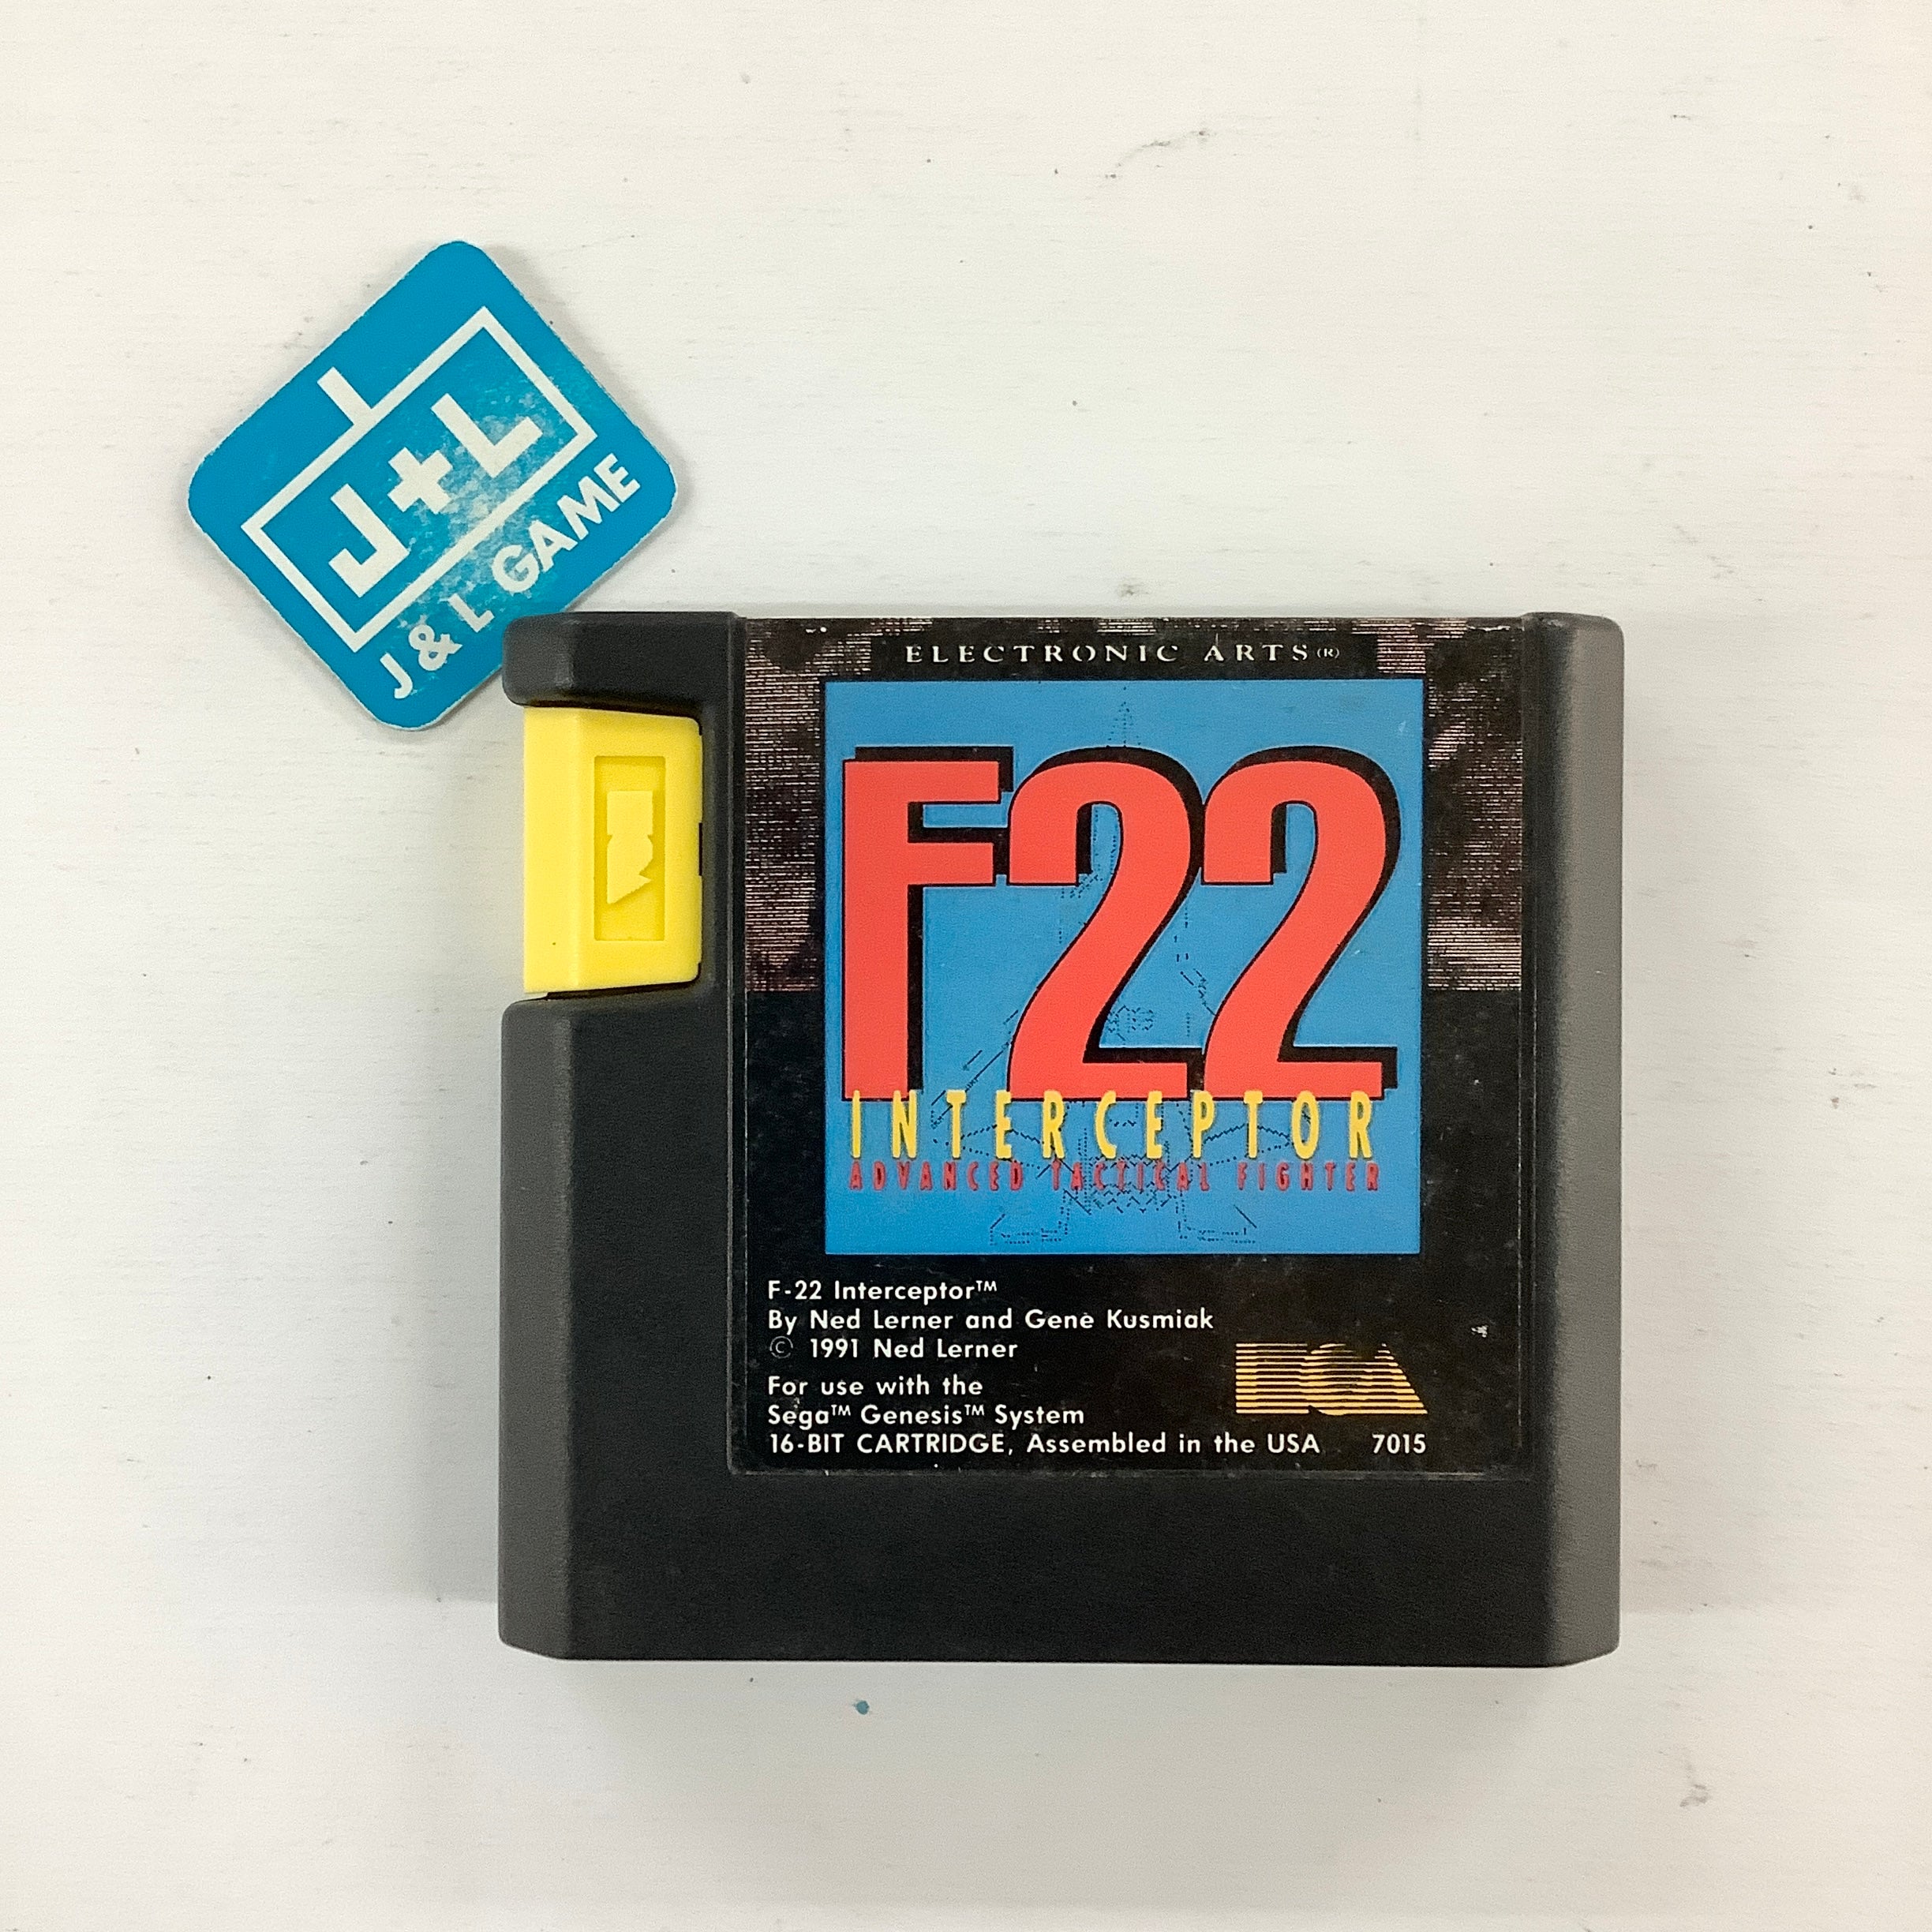 J+L
J & L GAME
ELECTRONIC ARTS(R)
F22
INTERCEPTOR
ADVANCED TACTICAL FIGHTER
F-22 Interceptor™
By Ned Lerner and Gene Kusmiak
© 1991 Ned Lerner
For use with the
Sega™ Genesis™ System
16-BIT CARTRIDGE, Assembled in the USA 7015
EA